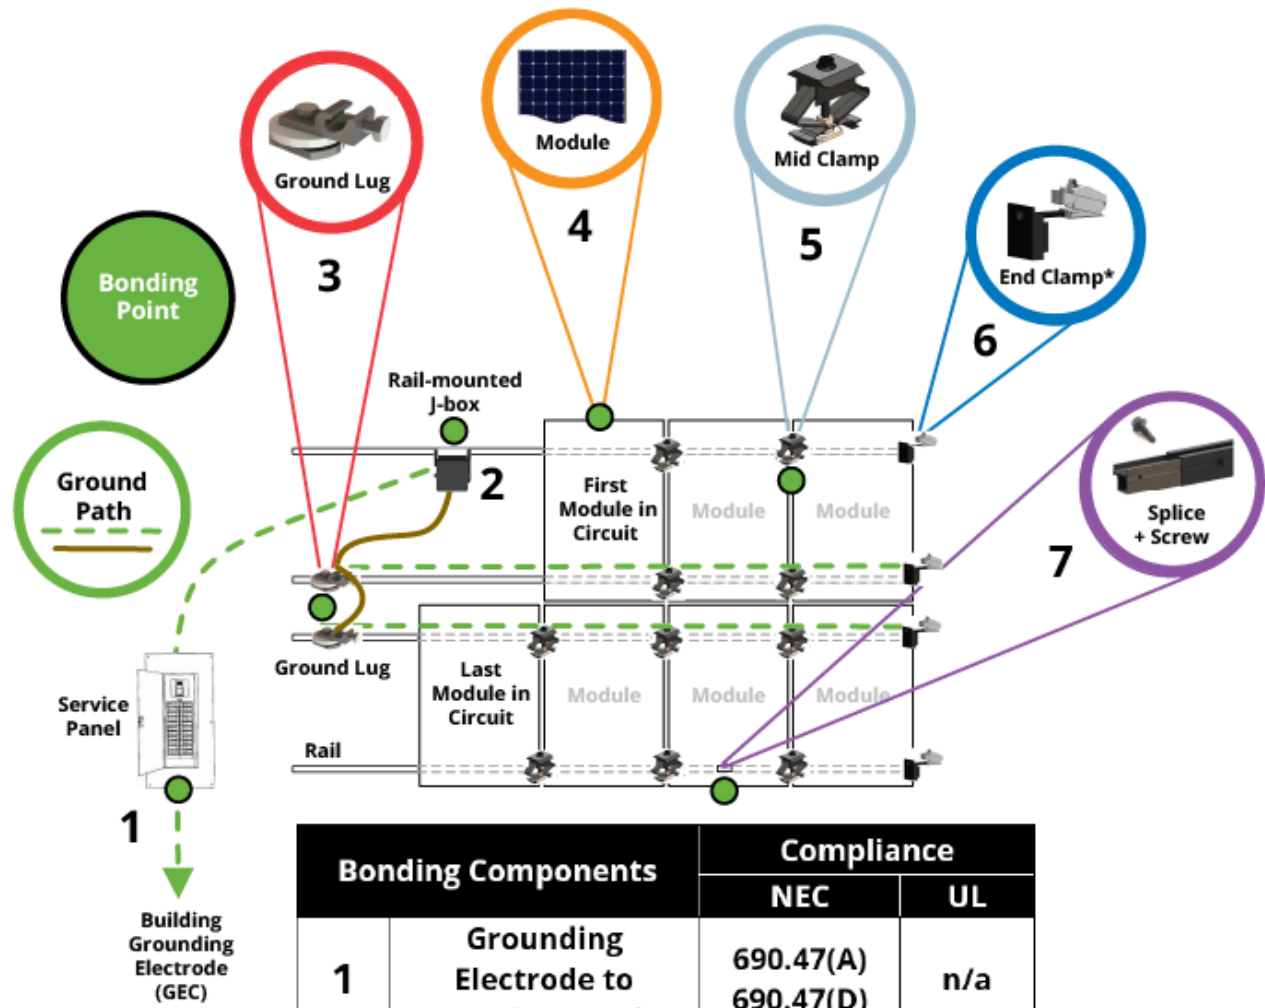 Ground Lug
3
Module
4
Mid Clamp
5
End Clamp*
6
Bonding
Point
Rail-mounted
J-box
2
Ground
Path
First
Module in
Circuit
Module
Module
Splice
+ Screw
7
Ground Lug
Last
Module in
Circuit
Module
Module
Module
Service
Panel
Rail
1
Building
Grounding
Electrode
(GEC)
Bonding Components
Compliance
NEC
UL
1
Grounding
Electrode to
690.47(A)
690.47(D)
n/a